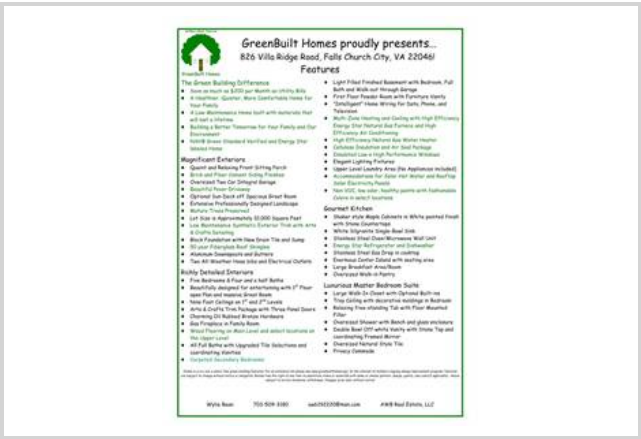 GreenBuilt Homes proudly presents...
826 Villa Ridge Road, Falls Church City, VA 22046!
Features
GreenBuilt Homes
The Green Building Difference
Save as much as $200 per Month on Utility Bills
A Healthier, Quieter, More Comfortable Home for
Your Family
A Low Maintenance Home built with materials that
will last a lifetime
Building a Better Tomorrow for Your Family and Our
Environment
NAHB Green Standard Verified and Energy Star
labeled Home
Magnificent Exteriors
Quaint and Relaxing Front Sitting Porch
Brick and Fiber Cement Siding Finishes
Oversized Two Car Integral Garage
Beautiful Paver Driveway
Optional Sun Deck off Spacious Great Room
Extensive Professionally Designed Landscape
Mature Trees Preserved
Lot Size is Approximately 10,000 Square Feet
Low Maintenance Synthetic Exterior Trim with Arts
& Crafts Detailing
Block Foundation with New Drain Tile and Sump
30 year Fiberglass Roof Shingles
Aluminum Downspouts and Gutters
Two All Weather Hose bibs and Electrical Outlets
Richly Detailed Interiors
Five Bedrooms & Four and a half Baths
Beautifully designed for entertaining with 1st Floor
open Plan and massive Great Room
Nine Foot Ceilings on 1st and 2nd Levels
Arts & Crafts Trim Package with Three Panel Doors
Charming Oil Rubbed Bronze Hardware
Gas Fireplace in Family Room
Wood Flooring on Main Level and select locations on
the Upper Level
All Full Baths with Upgraded Tile Selections and
coordinating Vanities
Carpeted Secondary Bedrooms
Light Filled Finished Basement with Bedroom, Full
Bath and Walk out through Garage
First Floor Powder Room with Furniture Vanity
"Intelligent" Home Wiring for Data, Phone, and
Television
Multi-Zone Heating and Cooling with High Efficiency
Energy Star Natural Gas Furnace and High
Efficiency Air Conditioning
High Efficiency Natural Gas Water Heater
Cellulose Insulation and Air Seal Package
Insulated Low e High Performance Windows
Elegant Lighting Fixtures
Upper Level Laundry Area (No Appliances included)
Accommodations for Solar Hot Water and Rooftop
Solar Electricity Panels
Non VOC, low odor, healthy paints with fashionable
Colors in select locations
Gourmet Kitchen
Shaker style Maple Cabinets in White painted finish
with Stone Countertops
White Silgranite Single Bowl Sink
Stainless Steel Oven/Microwave Wall Unit
Energy Star Refrigerator and Dishwasher
Stainless Steel Gas Drop in cooktop
Enormous Center Island with seating area
Large Breakfast Area/Room
Oversized Walk-in Pantry
Luxurious Master Bedroom Suite
Large Walk-In Closet with Optional Built-ins
Tray Ceiling with decorative moldings in Bedroom
Relaxing free standing Tub with Floor Mounted
Filler
Oversized Shower with Bench and glass enclosure
Double Bowl Off white Vanity with Stone Top and
coordinating Framed Mirror
Oversized Natural Style Tile
Privacy Commode
AWB Real Estate, LLC